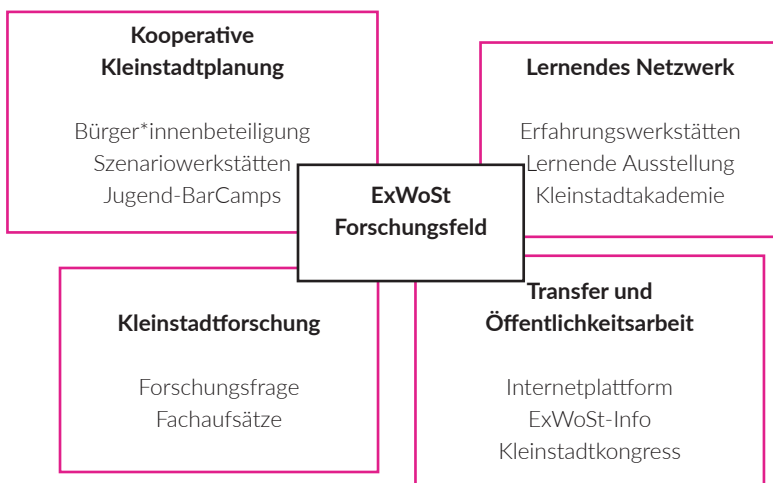 Kooperative
Kleinstadtplanung
Bürger*innenbeteiligung
Szenariowerkstätten
Jugend-BarCamps
Lernendes Netzwerk
Erfahrungswerkstätten
Lernende Ausstellung
Kleinstadtakademie
ExWoSt
Forschungsfeld
Kleinstadtforschung
Forschungsfrage
Fachaufsätze
Transfer und
Öffentlichkeitsarbeit
Internetplattform
ExWoSt-Info
Kleinstadtkongress